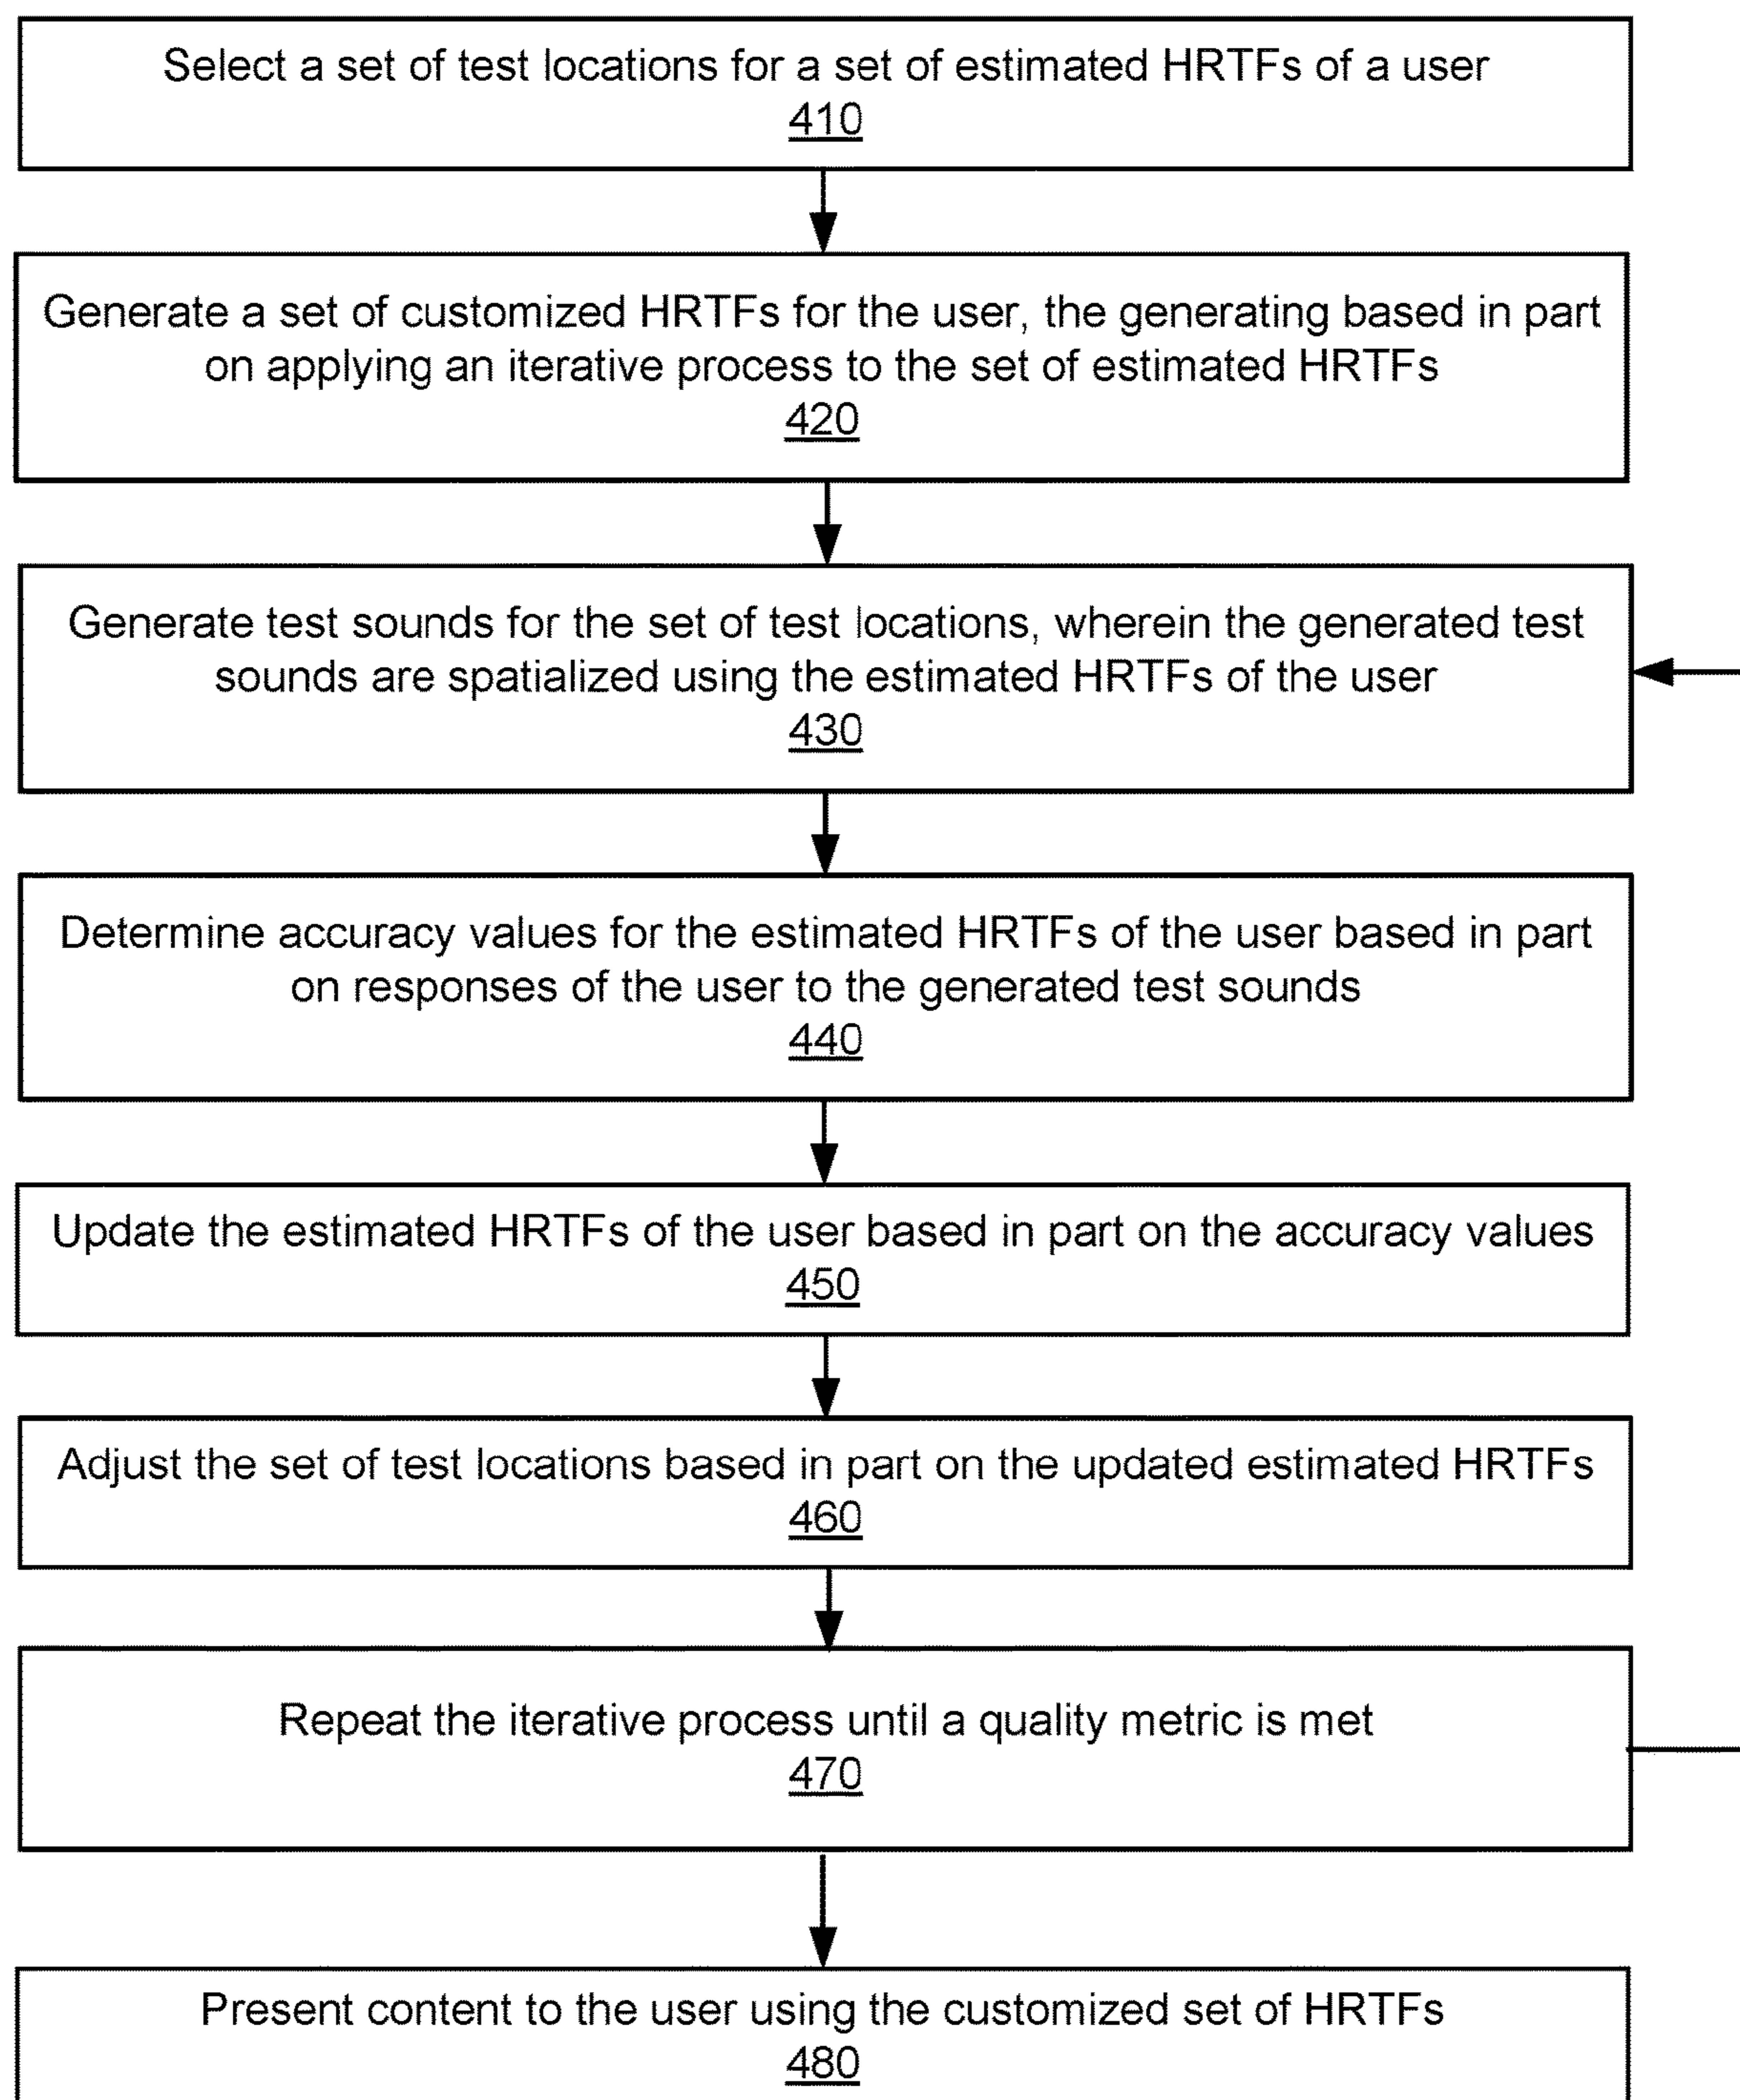 Select a set of test locations for a set of estimated HRTFs of a user
410
Generate a set of customized HRTFs for the user, the generating based in part
on applying an iterative process to the set of estimated HRTFs
420
Generate test sounds for the set of test locations, wherein the generated test
sounds are spatialized using the estimated HRTFs of the user
430
Determine accuracy values for the estimated HRTFs of the user based in part
on responses of the user to the generated test sounds
440
Update the estimated HRTFs of the user based in part on the accuracy values
450
Adjust the set of test locations based in part on the updated estimated HRTFs
460
Repeat the iterative process until a quality metric is met
470
Present content to the user using the customized set of HRTFs
480